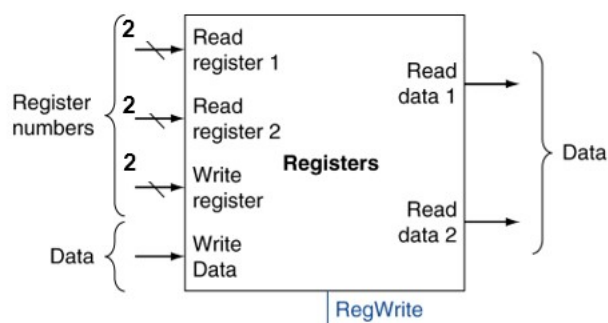 2
Read
register 1
2
Read
register 2
2
Write
register
Write
Data
Register
numbers
Data
Registers
Read
data 1
Read
data 2
Data
RegWrite